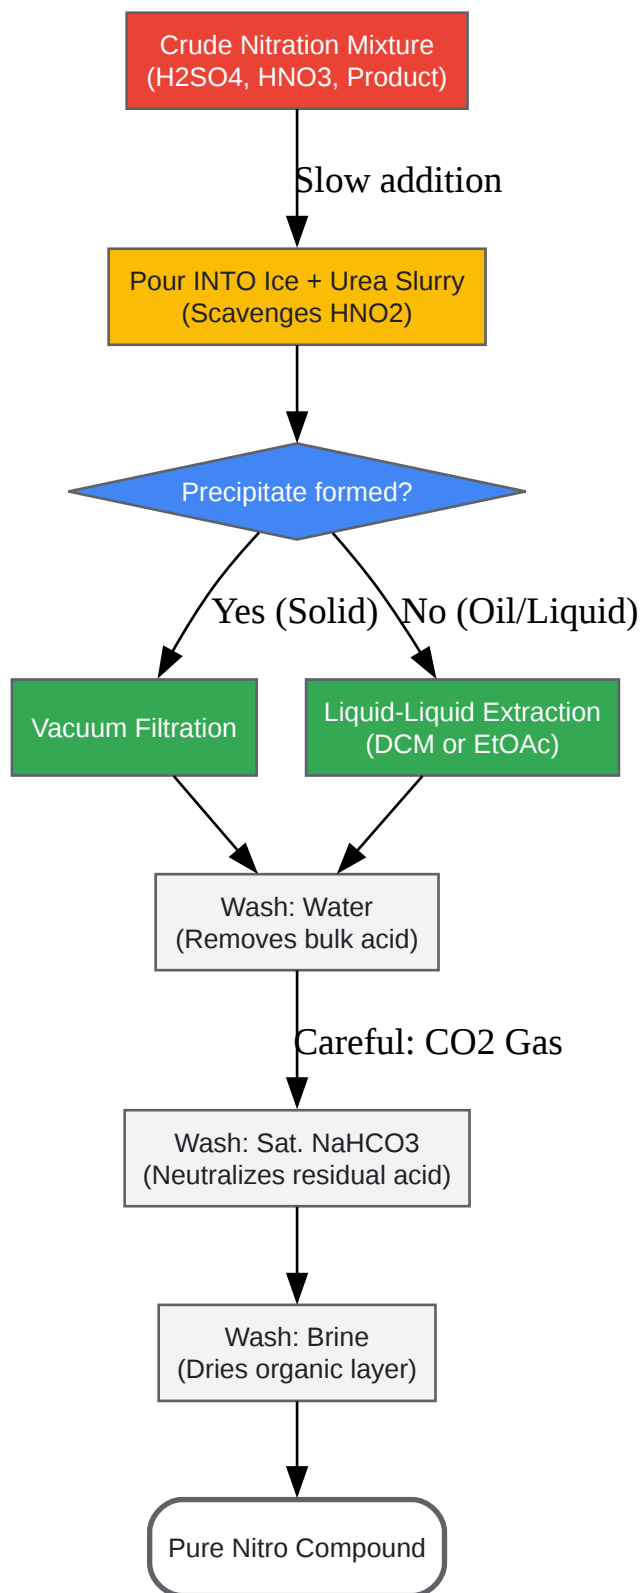 Crude Nitration Mixture
(H2SO4, HNO3, Product)
Slow addition
Pour INTO Ice + Urea Slurry
(Scavenges HNO2)
Precipitate formed?
Yes (Solid)
No (Oil/Liquid)
Vacuum Filtration
Liquid-Liquid Extraction
(DCM or EtOAc)
Wash: Water
(Removes bulk acid)
Careful: CO2 Gas
Wash: Sat. NaHCO3
(Neutralizes residual acid)
Wash: Brine
(Dries organic layer)
Pure Nitro Compound